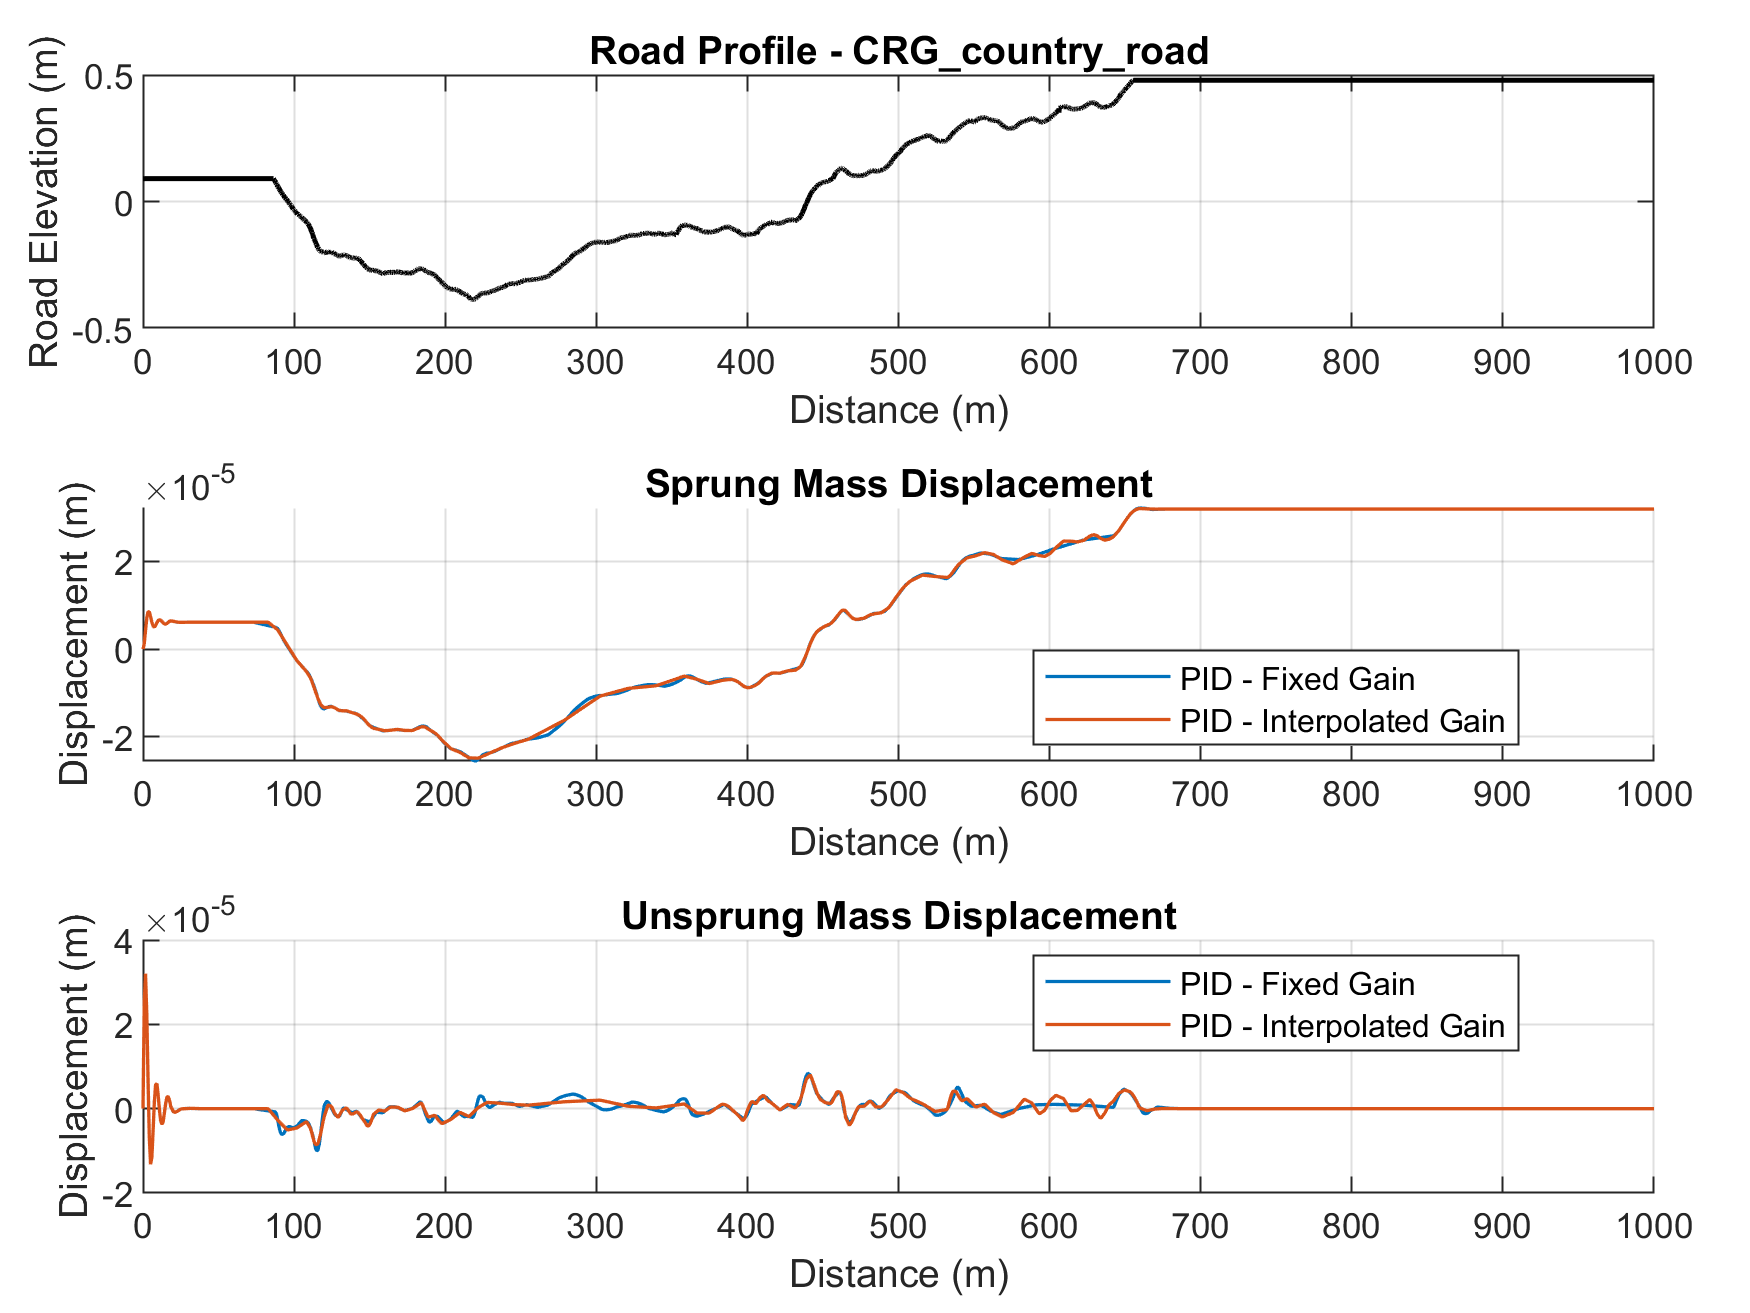 Road Profile - CRG_country_road
Road Elevation (m)
0.5
0
-0.5
0 100 200 300 400 500 600 700 800 900 1000
Distance (m)
Sprung Mass Displacement
×10-5
Displacement (m)
2
0
-2
PID - Fixed Gain
PID - Interpolated Gain
0 100 200 300 400 500 600 700 800 900 1000
Distance (m)
Unsprung Mass Displacement
×10-5
Displacement (m)
4
2
0
-2
PID - Fixed Gain
PID - Interpolated Gain
0 100 200 300 400 500 600 700 800 900 1000
Distance (m)